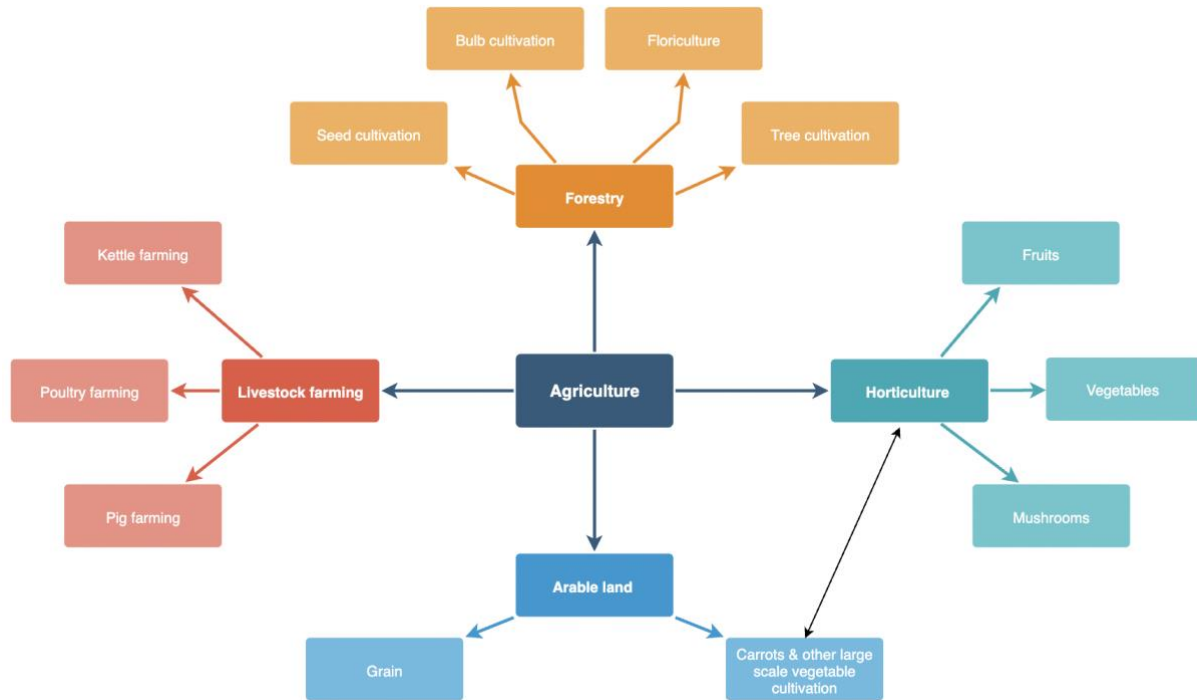 Bulb cultivation
Floriculture
Seed cultivation
Tree cultivation
Forestry
Kettle farming
Fruits
Poultry farming
Livestock farming
Agriculture
Horticulture
Vegetables
Pig farming
Mushrooms
Arable land
Grain
Carrots & other large
scale vegetable
cultivation